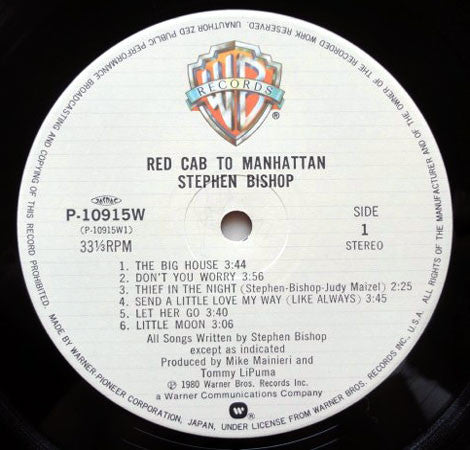 WB
RECORDS
®
RED CAB TO MANHATTAN
STEPHEN BISHOP
P-10915W
(P-10915W1)
33⅓RPM
SIDE
1
STEREO
1. THE BIG HOUSE 3:44
2. DON'T YOU WORRY 3:56
3. THIEF IN THE NIGHT (Stephen-Bishop-Judy Maizel) 2:25
4. SEND A LITTLE LOVE MY WAY (LIKE ALWAYS) 3:45
5. LET HER GO 3:40
6. LITTLE MOON 3:06
All Songs Written by Stephen Bishop
except as indicated
Produced by Mike Mainieri and
Tommy LiPuma
Ⓟ 1980 Warner Bros. Records Inc.
a Warner Communications Company
MADE BY WARNER-PIONEER CORPORATION, JAPAN, UNDER LICENSE FROM WARNER BROS. RECORDS INC., U.S.A. ALL RIGHTS OF THE MANUFACTURER AND OF THE OWNER OF THE RECORDED WORK RESERVED. UNAUTHORIZED PUBLIC PERFORMANCE BROADCASTING AND COPYING OF THIS RECORD PROHIBITED.